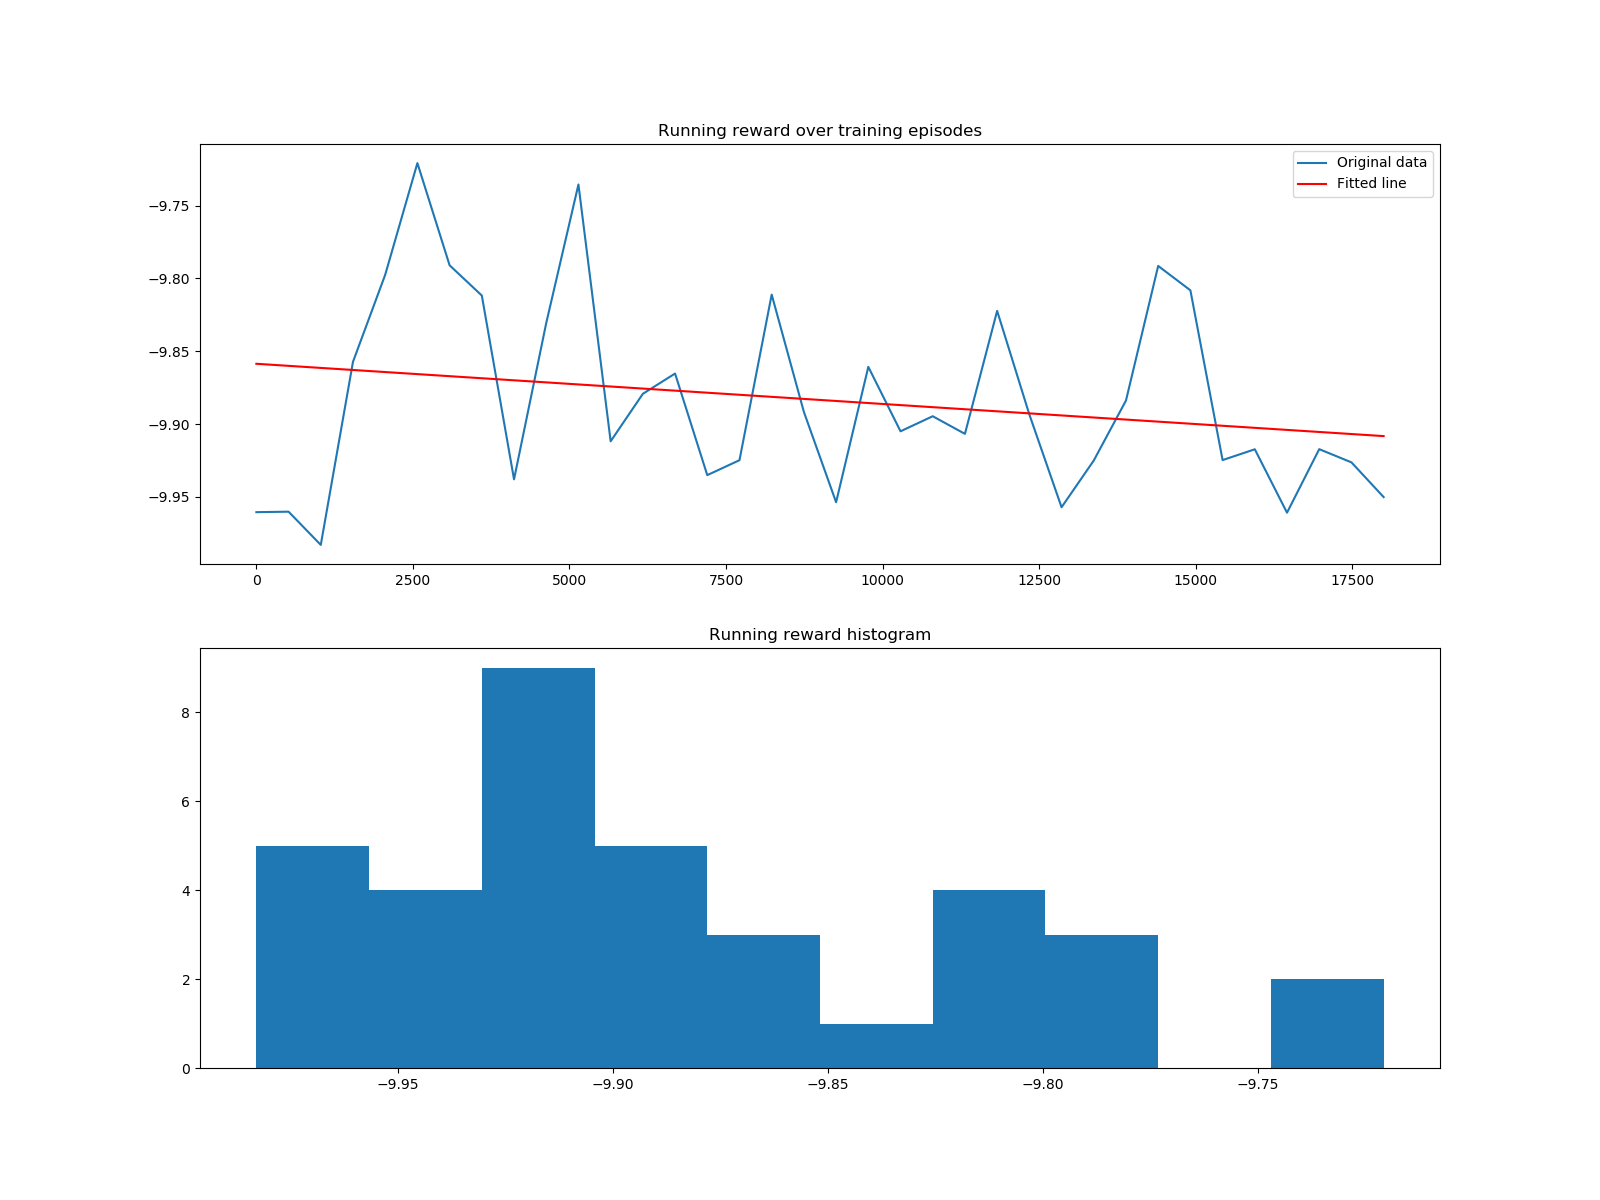 Running reward over training episodes
Original data
Fitted line
−9.75
−9.80
−9.85
−9.90
−9.95
0 2500 5000 7500 10000 12500 15000 17500
Running reward histogram
8
6
4
2
0
−9.95 −9.90 −9.85 −9.80 −9.75